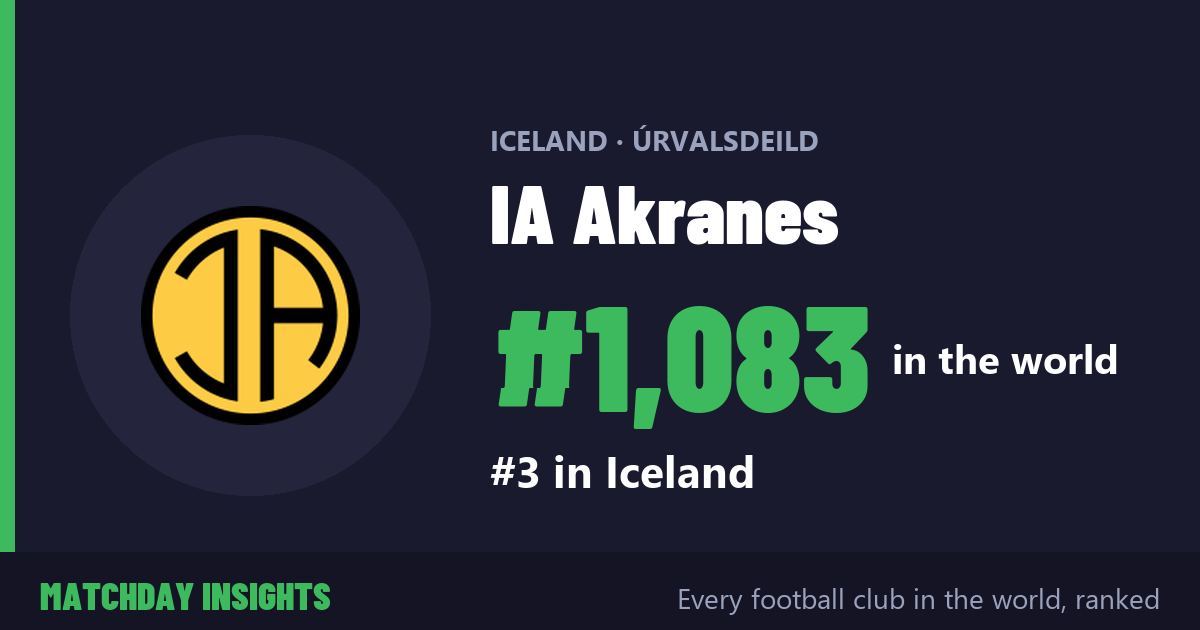 ICELAND · ÚRVALSDEILD
IA Akranes
IA
#1,083 in the world
#3 in Iceland
MATCHDAY INSIGHTS
Every football club in the world, ranked